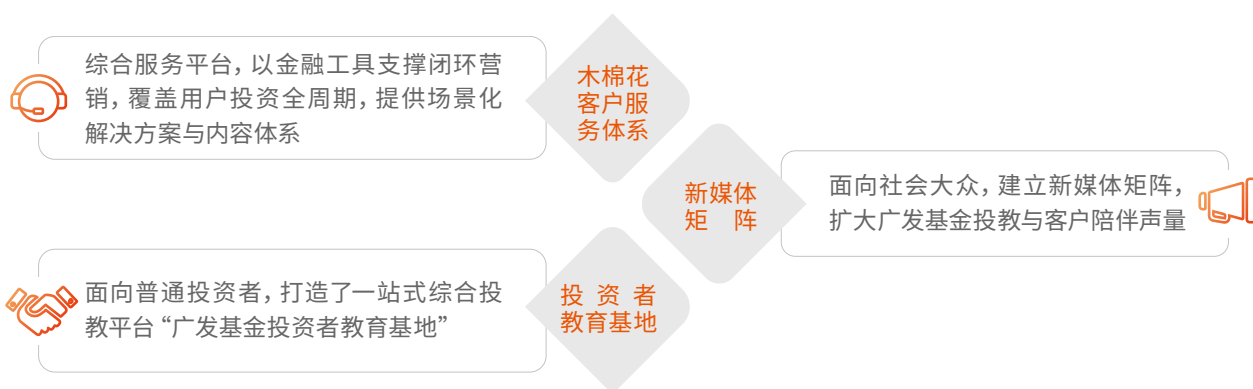 综合服务平台，以金融工具支撑闭环营
销，覆盖用户投资全周期，提供场景化
解决方案与内容体系
木棉花
客户服
务体系
新媒体
矩 阵
面向社会大众，建立新媒体矩阵，
扩大广发基金投教与客户陪伴声量
面向普通投资者，打造了一站式综合投
教平台“广发基金投资者教育基地”
投 资 者
教育基地